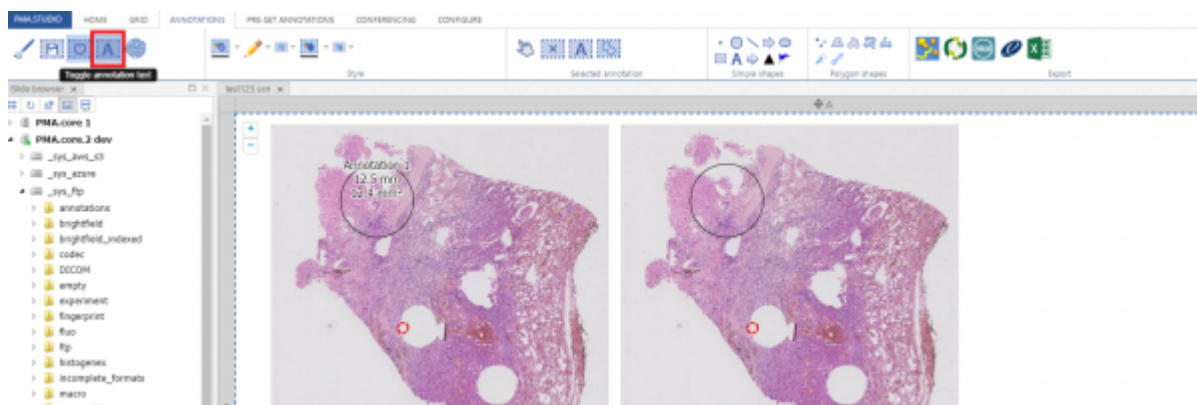 PMA.STUDIO HOME GRID ANNOTATIONS PRE-SET ANNOTATIONS CONFERENCING CONFIGURE
A
A
Toggle annotation text
Style
Selected annotation
Simple shapes
Polygon shapes
Export
Slide browser x
test123.scn x
A
PMA.core 1
PMA.core.2 dev
_sys_aws_s3
_sys_azure
_sys_ftp
annotations
brightfield
brightfield_indexed
codec
DICOM
empty
experiment
fingerprint
fluo
ftp
histogenex
incomplete_formats
macro
Annotation 1
12.5 mm
12.4 mm²